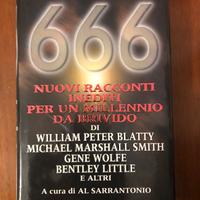 666
NUOVI RACCONTI
INEDITI
PER UN MILLENNIO
DA BRIVIDO
DI
WILLIAM PETER BLATTY
MICHAEL MARSHALL SMITH
GENE WOLFE
BENTLEY LITTLE
E ALTRI
A cura di AL SARRANTONIO